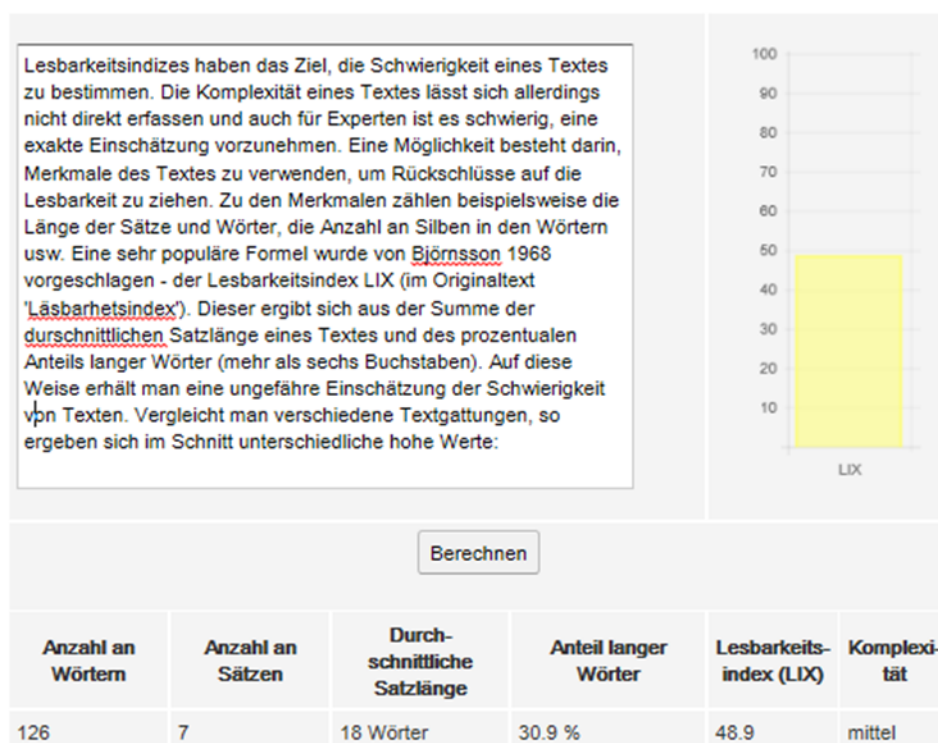 Lesbarkeitsindizes haben das Ziel, die Schwierigkeit eines Textes
zu bestimmen. Die Komplexität eines Textes lässt sich allerdings
nicht direkt erfassen und auch für Experten ist es schwierig, eine
exakte Einschätzung vorzunehmen. Eine Möglichkeit besteht darin,
Merkmale des Textes zu verwenden, um Rückschlüsse auf die
Lesbarkeit zu ziehen. Zu den Merkmalen zählen beispielsweise die
Länge der Sätze und Wörter, die Anzahl an Silben in den Wörtern
usw. Eine sehr populäre Formel wurde von Björnsson 1968
vorgeschlagen - der Lesbarkeitsindex LIX (im Originaltext
'Läsbarhetsindex'). Dieser ergibt sich aus der Summe der
durschnittlichen Satzlänge eines Textes und des prozentualen
Anteils langer Wörter (mehr als sechs Buchstaben). Auf diese
Weise erhält man eine ungefähre Einschätzung der Schwierigkeit
von Texten. Vergleicht man verschiedene Textgattungen, so
ergeben sich im Schnitt unterschiedliche hohe Werte:
100
90
80
70
60
50
40
30
20
10
LIX
Berechnen
Anzahl an
Wörtern
Anzahl an
Sätzen
Durch-
schnittliche
Satzlänge
Anteil langer
Wörter
Lesbarkeits-
index (LIX)
Komplexi-
tät
126
7
18 Wörter
30.9 %
48.9
mittel